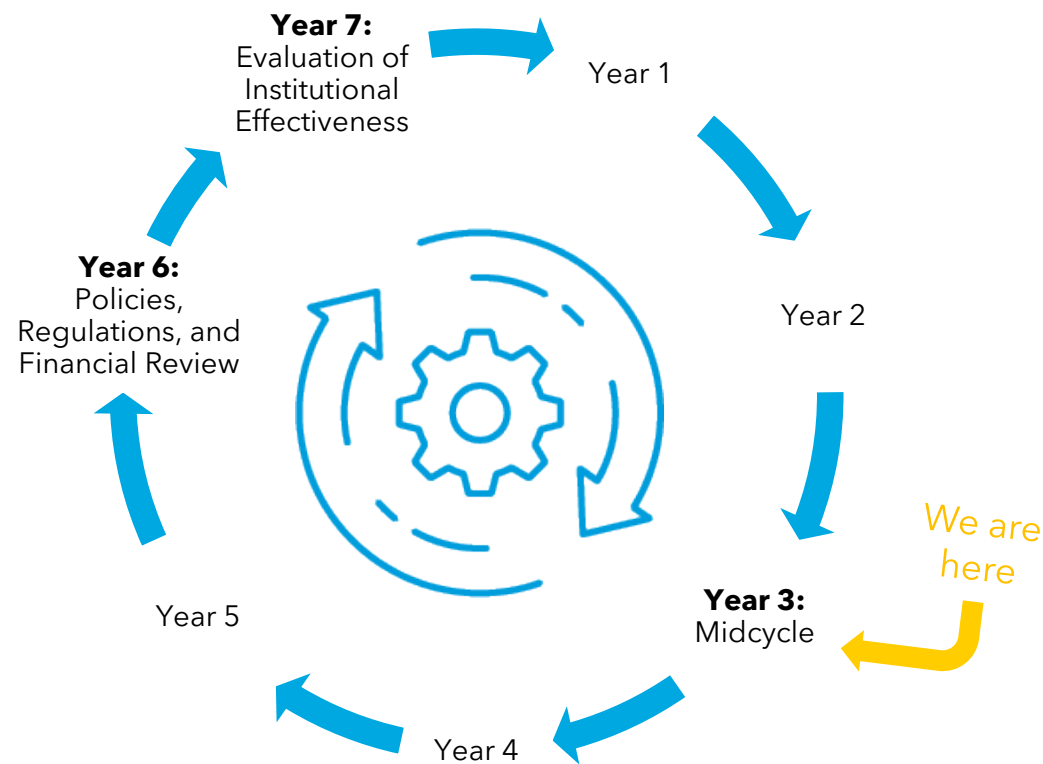 Year 7:
Evaluation of
Institutional
Effectiveness
Year 1
Year 2
We are
here
Year 3:
Midcycle
Year 4
Year 5
Year 6:
Policies,
Regulations, and
Financial Review